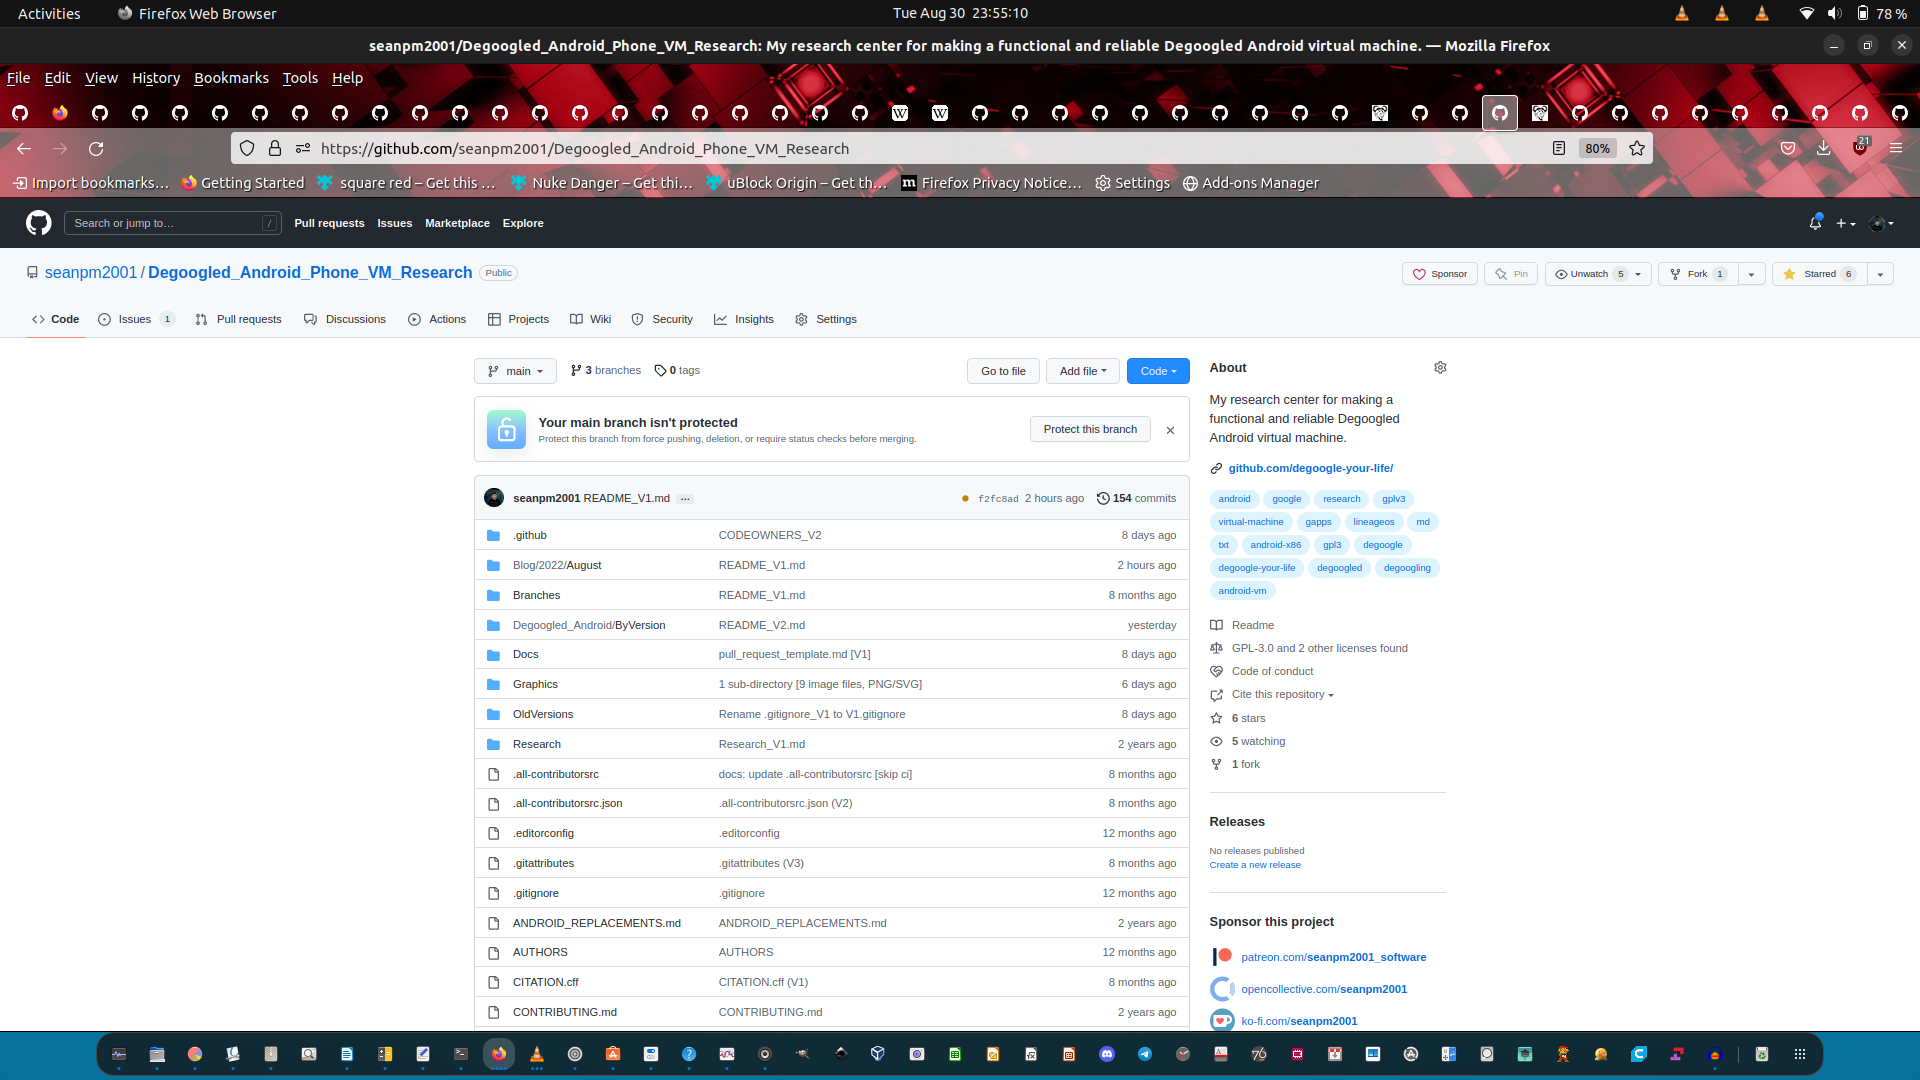 Activities
Firefox Web Browser
Tue Aug 30 23:55:10
78 %
seanpm2001/Degoogled_Android_Phone_VM_Research: My research center for making a functional and reliable Degoogled Android virtual machine. — Mozilla Firefox
File Edit View History Bookmarks Tools Help
https://github.com/seanpm2001/Degoogled_Android_Phone_VM_Research
80%
21
Import bookmarks…
Getting Started
square red – Get this …
Nuke Danger – Get thi…
uBlock Origin – Get th…
Firefox Privacy Notice…
Settings
Add-ons Manager
Search or jump to…
/
Pull requests
Issues
Marketplace
Explore
seanpm2001 / Degoogled_Android_Phone_VM_Research
Public
Sponsor
Pin
Unwatch 5
Fork 1
Starred 6
Code
Issues 1
Pull requests
Discussions
Actions
Projects
Wiki
Security
Insights
Settings
main
3 branches
0 tags
Go to file
Add file
Code
Your main branch isn't protected
Protect this branch from force pushing, deletion, or require status checks before merging.
Protect this branch
seanpm2001 README_V1.md ...
f2fc8ad 2 hours ago
154 commits
.github CODEOWNERS_V2 8 days ago
Blog/2022/August README_V1.md 2 hours ago
Branches README_V1.md 8 months ago
Degoogled_Android/ByVersion README_V2.md yesterday
Docs pull_request_template.md [V1] 8 days ago
Graphics 1 sub-directory [9 image files, PNG/SVG] 6 days ago
OldVersions Rename .gitignore_V1 to V1.gitignore 8 days ago
Research Research_V1.md 2 years ago
.all-contributorsrc docs: update .all-contributorsrc [skip ci] 8 months ago
.all-contributorsrc.json .all-contributorsrc.json (V2) 8 months ago
.editorconfig .editorconfig 12 months ago
.gitattributes .gitattributes (V3) 8 months ago
.gitignore .gitignore 12 months ago
ANDROID_REPLACEMENTS.md ANDROID_REPLACEMENTS.md 2 years ago
AUTHORS AUTHORS 12 months ago
CITATION.cff CITATION.cff (V1) 8 months ago
CONTRIBUTING.md CONTRIBUTING.md 2 years ago
About
My research center for making a
functional and reliable Degoogled
Android virtual machine.
github.com/degoogle-your-life/
android google research gplv3
virtual-machine gapps lineageos md
txt android-x86 gpl3 degoogle
degoogle-your-life degoogled degoogling
android-vm
Readme
GPL-3.0 and 2 other licenses found
Code of conduct
Cite this repository
6 stars
5 watching
1 fork
Releases
No releases published
Create a new release
Sponsor this project
patreon.com/seanpm2001_software
opencollective.com/seanpm2001
ko-fi.com/seanpm2001